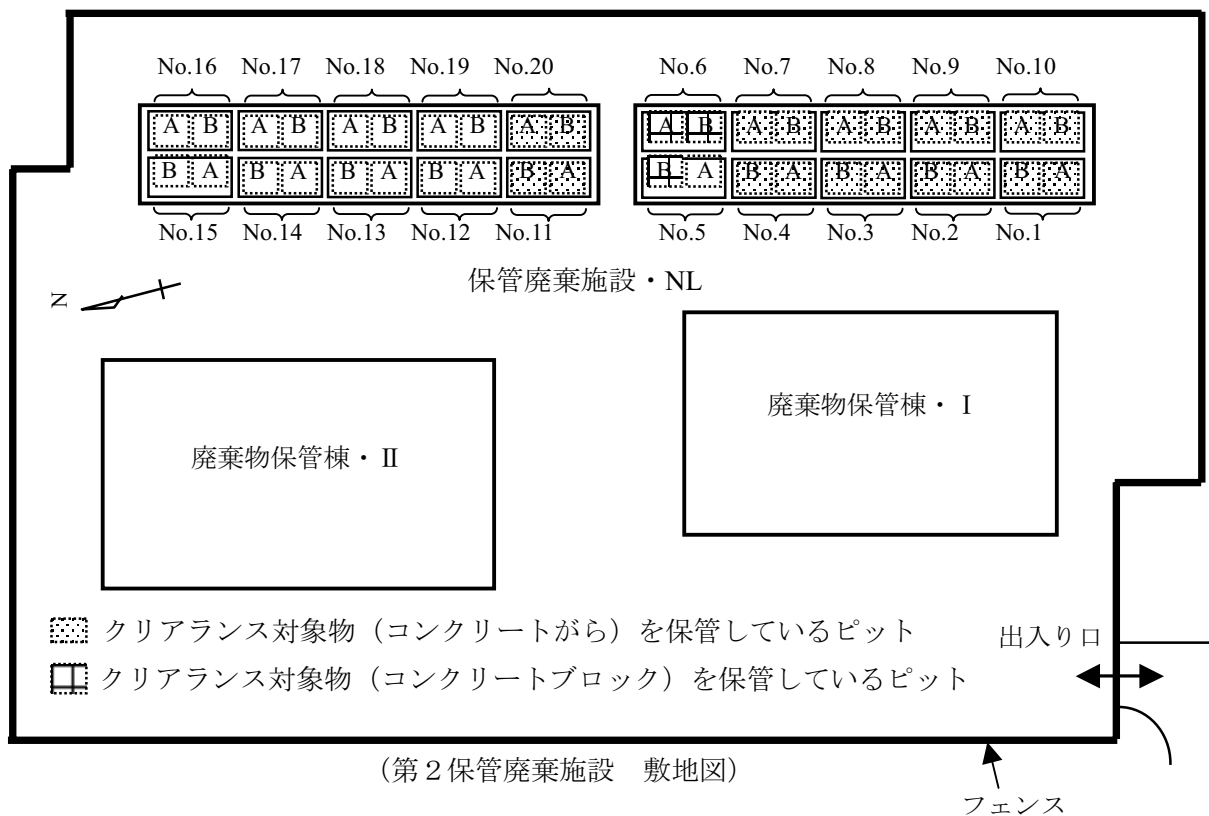 No.16 No.17 No.18 No.19 No.20 No.6 No.7 No.8 No.9 No.10
A B A B A B A B A B A B A B A B A B A B
B A B A B A B A B A B A B A B A B A B A
No.15 No.14 No.13 No.12 No.11 No.5 No.4 No.3 No.2 No.1
保管廃棄施設・NL
N
廃棄物保管棟・Ⅰ
廃棄物保管棟・Ⅱ
クリアランス対象物（コンクリートがら）を保管しているピット
出入り口
クリアランス対象物（コンクリートブロック）を保管しているピット
（第２保管廃棄施設　敷地図）
フェンス